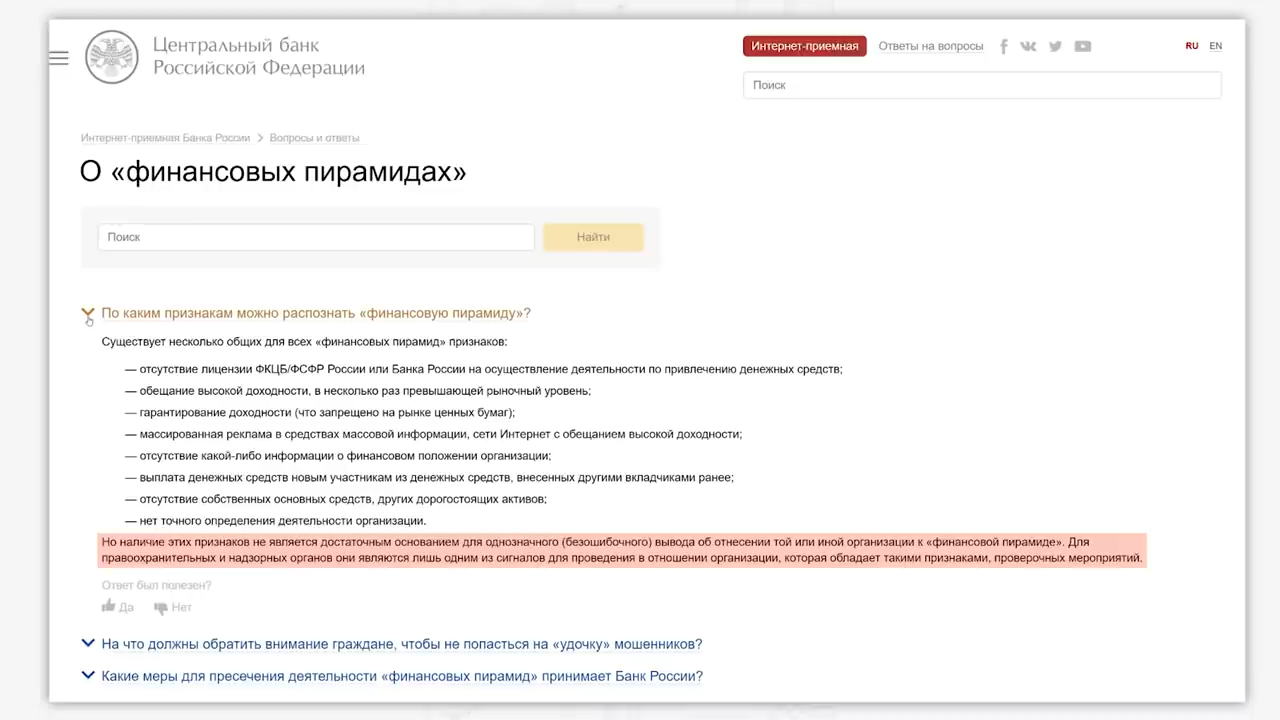 Центральный банк
Российской Федерации
Интернет-приемная
Ответы на вопросы
RU
EN
Поиск
Интернет-приемная Банка России
Вопросы и ответы
О «финансовых пирамидах»
Поиск
Найти
По каким признакам можно распознать «финансовую пирамиду»?
Существует несколько общих для всех «финансовых пирамид» признаков:
— отсутствие лицензии ФКЦБ/ФСФР России или Банка России на осуществление деятельности по привлечению денежных средств;
— обещание высокой доходности, в несколько раз превышающей рыночный уровень;
— гарантирование доходности (что запрещено на рынке ценных бумаг);
— массированная реклама в средствах массовой информации, сети Интернет с обещанием высокой доходности;
— отсутствие какой-либо информации о финансовом положении организации;
— выплата денежных средств новым участникам из денежных средств, внесенных другими вкладчиками ранее;
— отсутствие собственных основных средств, других дорогостоящих активов;
— нет точного определения деятельности организации.
Но наличие этих признаков не является достаточным основанием для однозначного (безошибочного) вывода об отнесении той или иной организации к «финансовой пирамиде». Для
правоохранительных и надзорных органов они являются лишь одним из сигналов для проведения в отношении организации, которая обладает такими признаками, проверочных мероприятий.
Ответ был полезен?
Да
Нет
На что должны обратить внимание граждане, чтобы не попасться на «удочку» мошенников?
Какие меры для пресечения деятельности «финансовых пирамид» принимает Банк России?